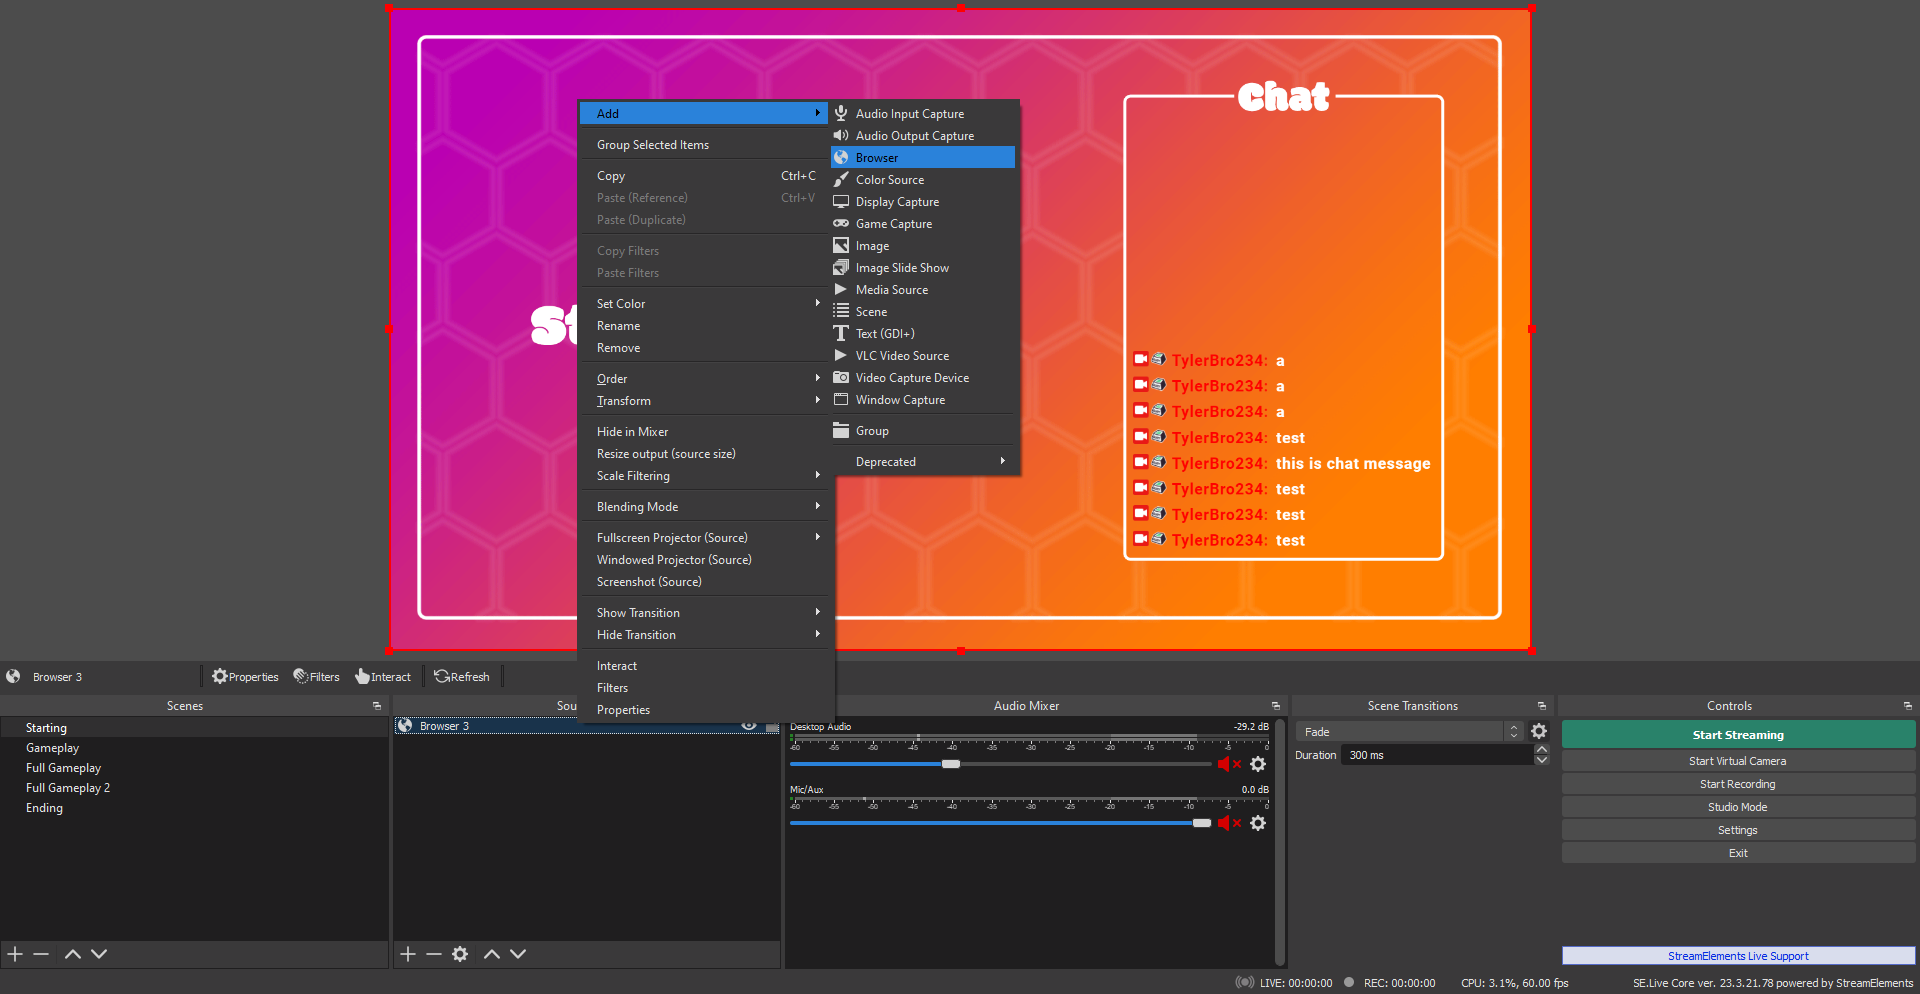 Chat
St
TylerBro234: a
TylerBro234: a
TylerBro234: a
TylerBro234: test
TylerBro234: this is chat message
TylerBro234: test
TylerBro234: test
TylerBro234: test
Add
Group Selected Items
Copy Ctrl+C
Paste (Reference) Ctrl+V
Paste (Duplicate)
Copy Filters
Paste Filters
Set Color
Rename
Remove
Order
Transform
Hide in Mixer
Resize output (source size)
Scale Filtering
Blending Mode
Fullscreen Projector (Source)
Windowed Projector (Source)
Screenshot (Source)
Show Transition
Hide Transition
Interact
Filters
Properties
Audio Input Capture
Audio Output Capture
Browser
Color Source
Display Capture
Game Capture
Image
Image Slide Show
Media Source
Scene
Text (GDI+)
VLC Video Source
Video Capture Device
Window Capture
Group
Deprecated
Browser 3 Properties Filters Interact Refresh
Scenes
Starting
Gameplay
Full Gameplay
Full Gameplay 2
Ending
Sou
Browser 3
Audio Mixer
Desktop Audio -29.2 dB
-60 -55 -50 -45 -40 -35 -30 -25 -20 -15 -10 -5 0
Mic/Aux 0.0 dB
-60 -55 -50 -45 -40 -35 -30 -25 -20 -15 -10 -5 0
Scene Transitions
Fade
Duration 300 ms
Controls
Start Streaming
Start Virtual Camera
Start Recording
Studio Mode
Settings
Exit
StreamElements Live Support
LIVE: 00:00:00 REC: 00:00:00 CPU: 3.1%, 60.00 fps SE.Live Core ver. 23.3.21.78 powered by StreamElements